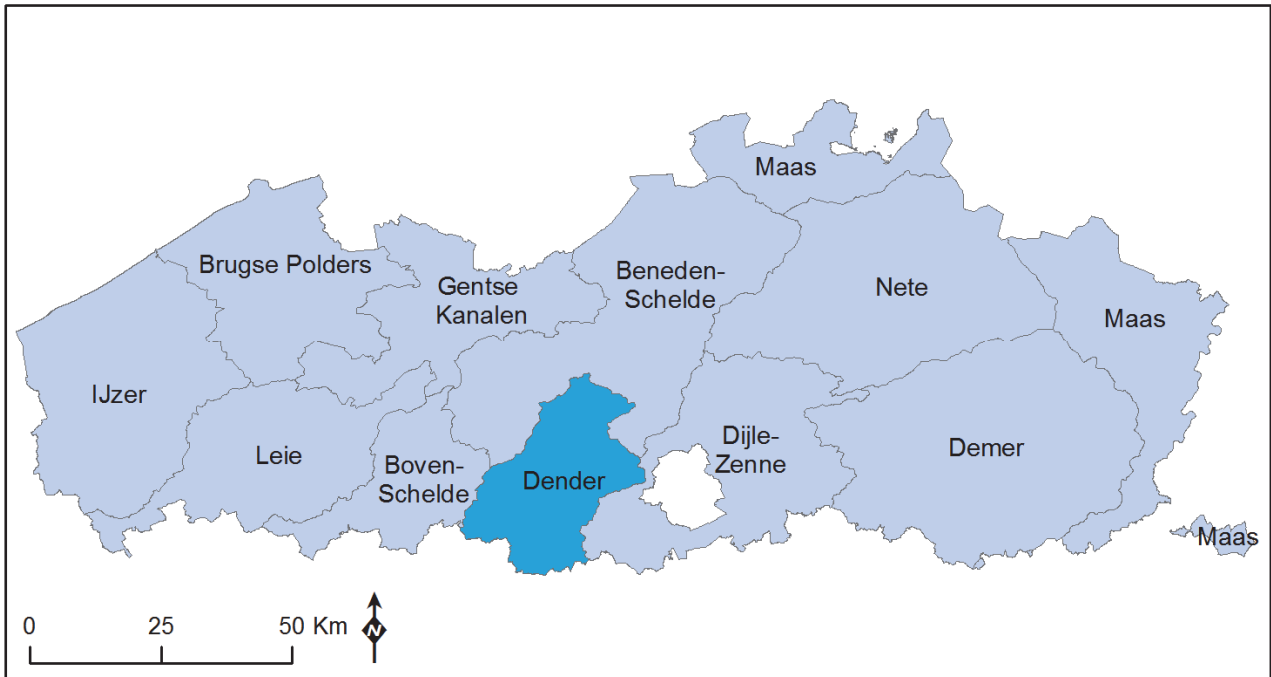 Maas
Brugse Polders
Beneden-
Schelde
Gentse
Kanalen
Nete
Maas
IJzer
Leie
Boven-
Schelde
Dender
Dijle-
Zenne
Demer
Maas
0 25 50 Km
N